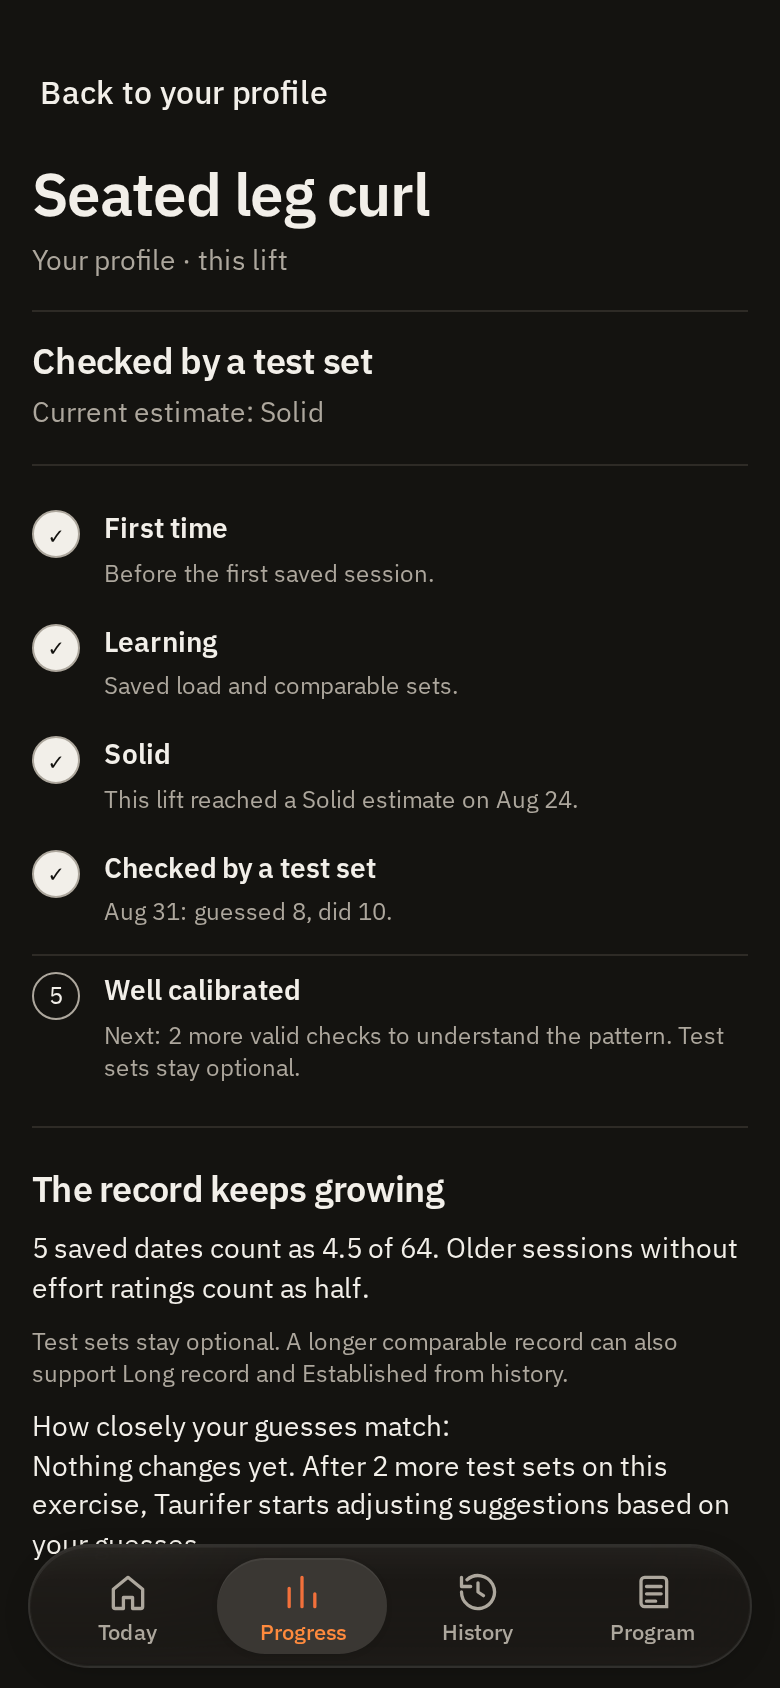 Back to your profile
Seated leg curl
Your profile · this lift
Checked by a test set
Current estimate: Solid
✓ First time
Before the first saved session.
✓ Learning
Saved load and comparable sets.
✓ Solid
This lift reached a Solid estimate on Aug 24.
✓ Checked by a test set
Aug 31: guessed 8, did 10.
5 Well calibrated
Next: 2 more valid checks to understand the pattern. Test
sets stay optional.
The record keeps growing
5 saved dates count as 4.5 of 64. Older sessions without
effort ratings count as half.
Test sets stay optional. A longer comparable record can also
support Long record and Established from history.
How closely your guesses match:
Nothing changes yet. After 2 more test sets on this
exercise, Taurifer starts adjusting suggestions based on
your guesses
Today
Progress
History
Program